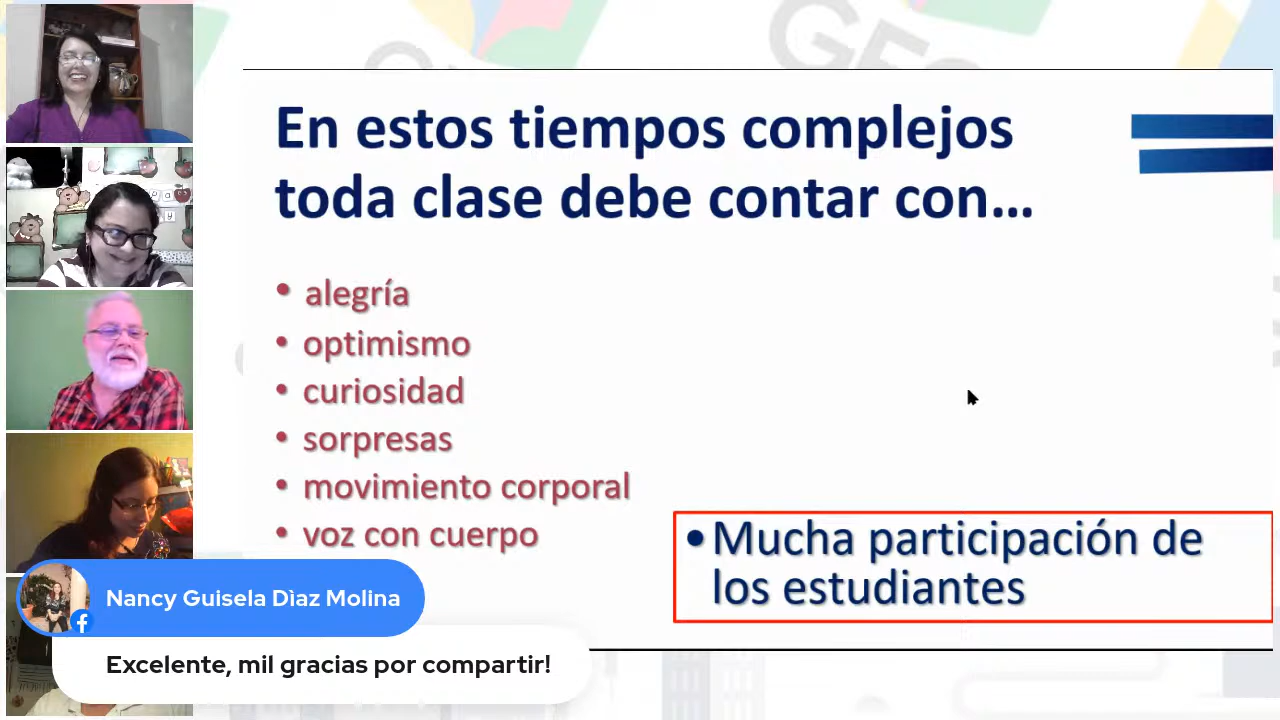 En estos tiempos complejos
toda clase debe contar con...
• alegría
• optimismo
• curiosidad
• sorpresas
• movimiento corporal
• voz con cuerpo
• Mucha participación de
los estudiantes
Nancy Guisela Dìaz Molina
Excelente, mil gracias por compartir!